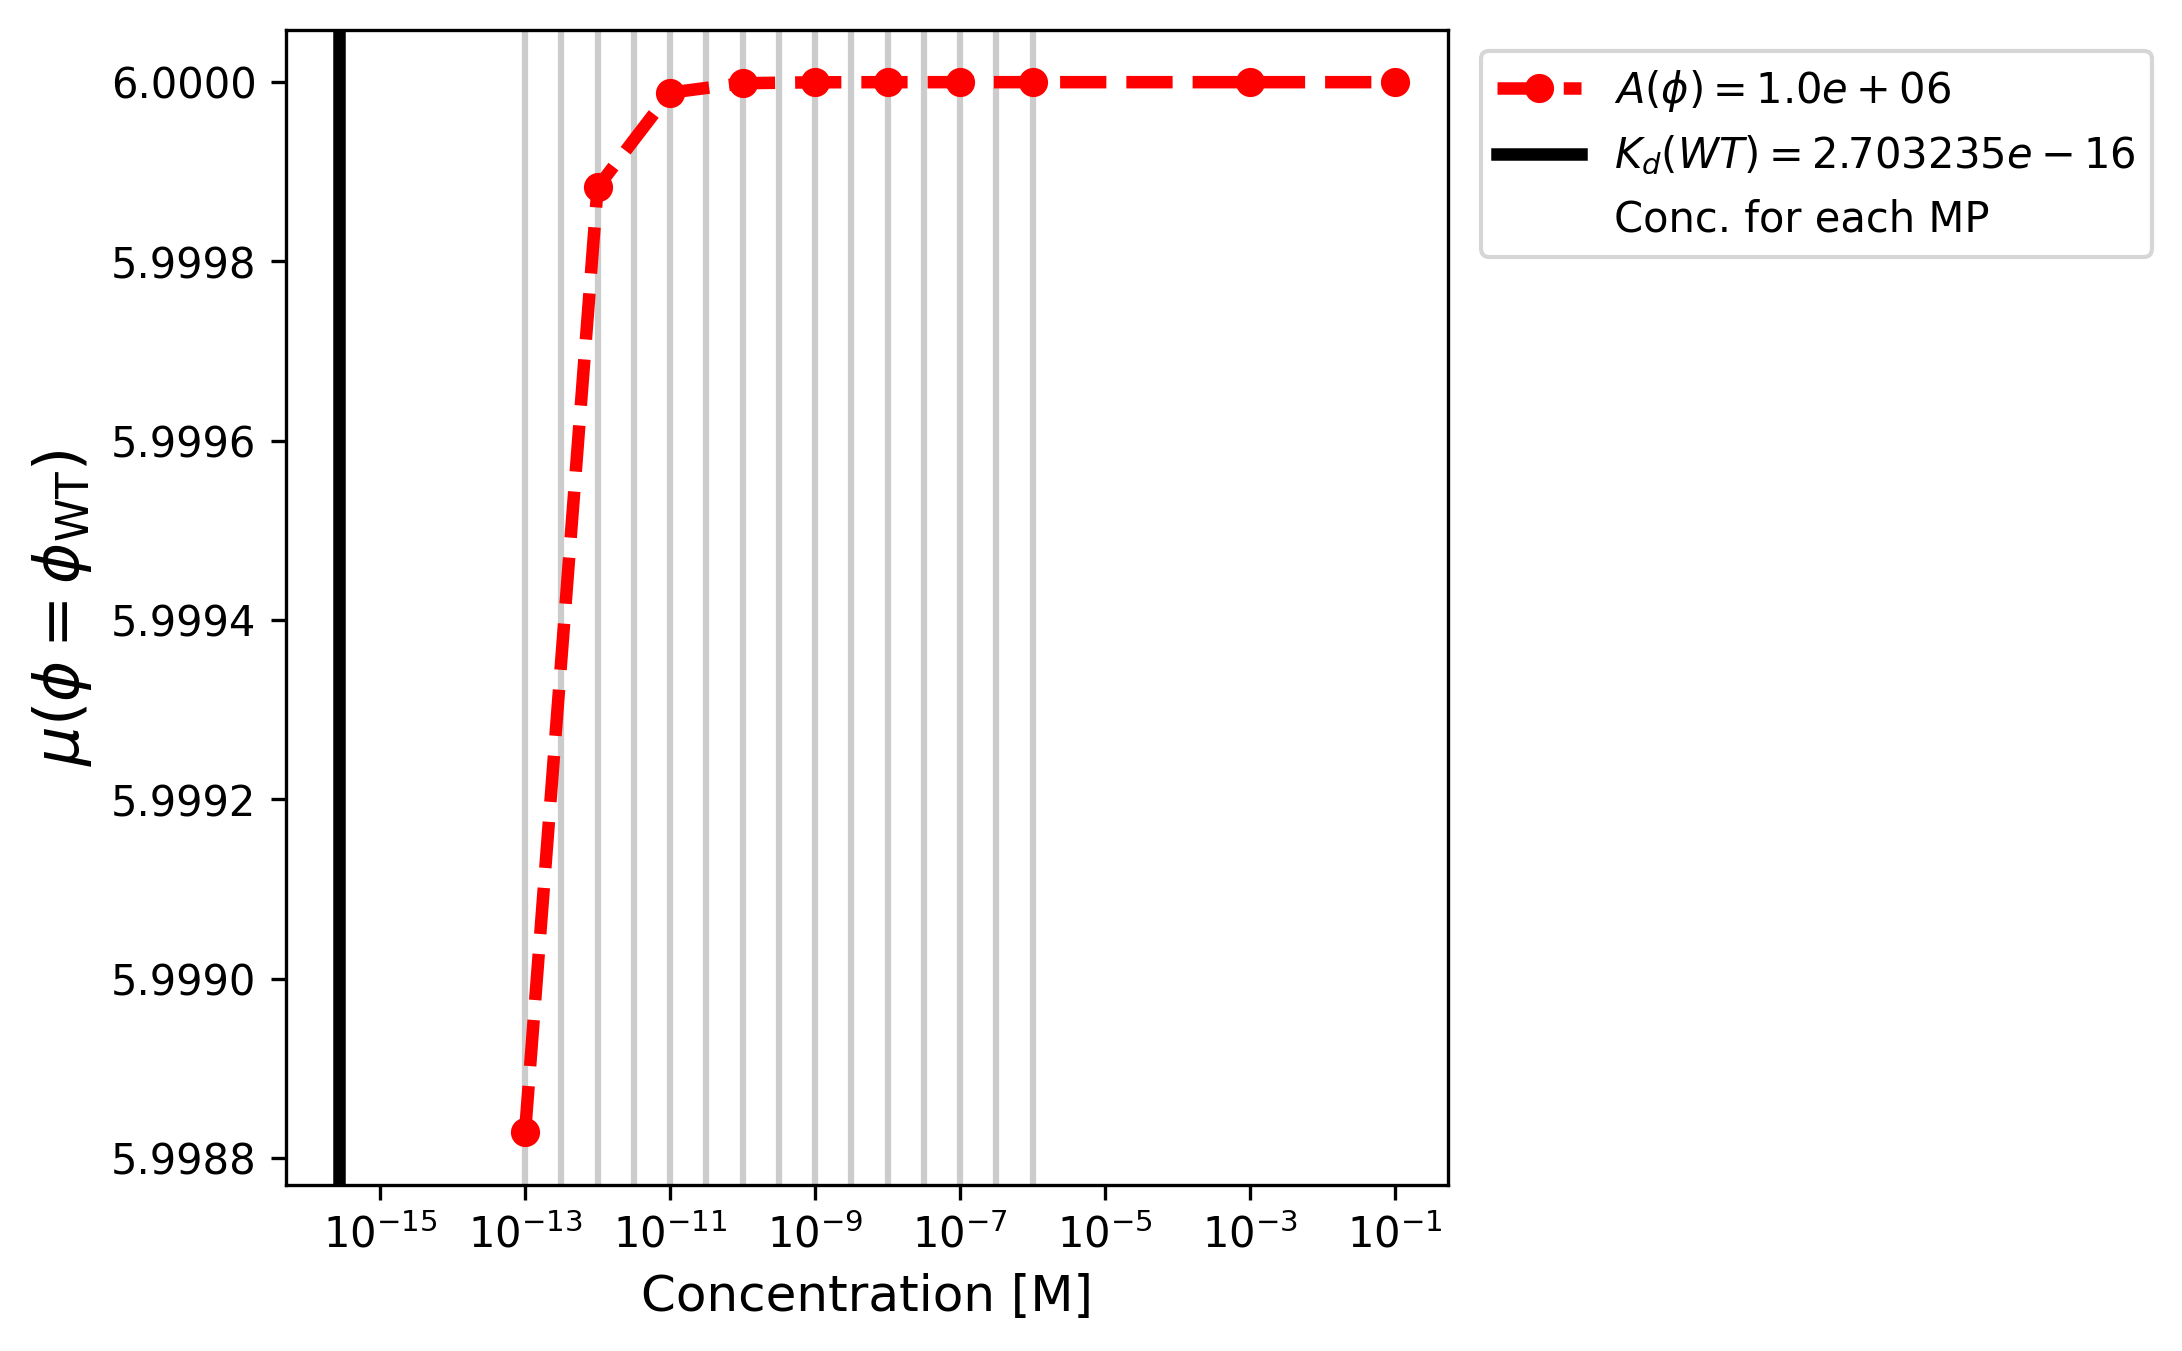 6.0000
5.9998
5.9996
5.9994
5.9992
5.9990
5.9988
μ(ϕ = ϕ_WT)
10⁻¹⁵ 10⁻¹³ 10⁻¹¹ 10⁻⁹ 10⁻⁷ 10⁻⁵ 10⁻³ 10⁻¹
Concentration [M]
A(ϕ) = 1.0e + 06
K_d(WT) = 2.703235e − 16
Conc. for each MP